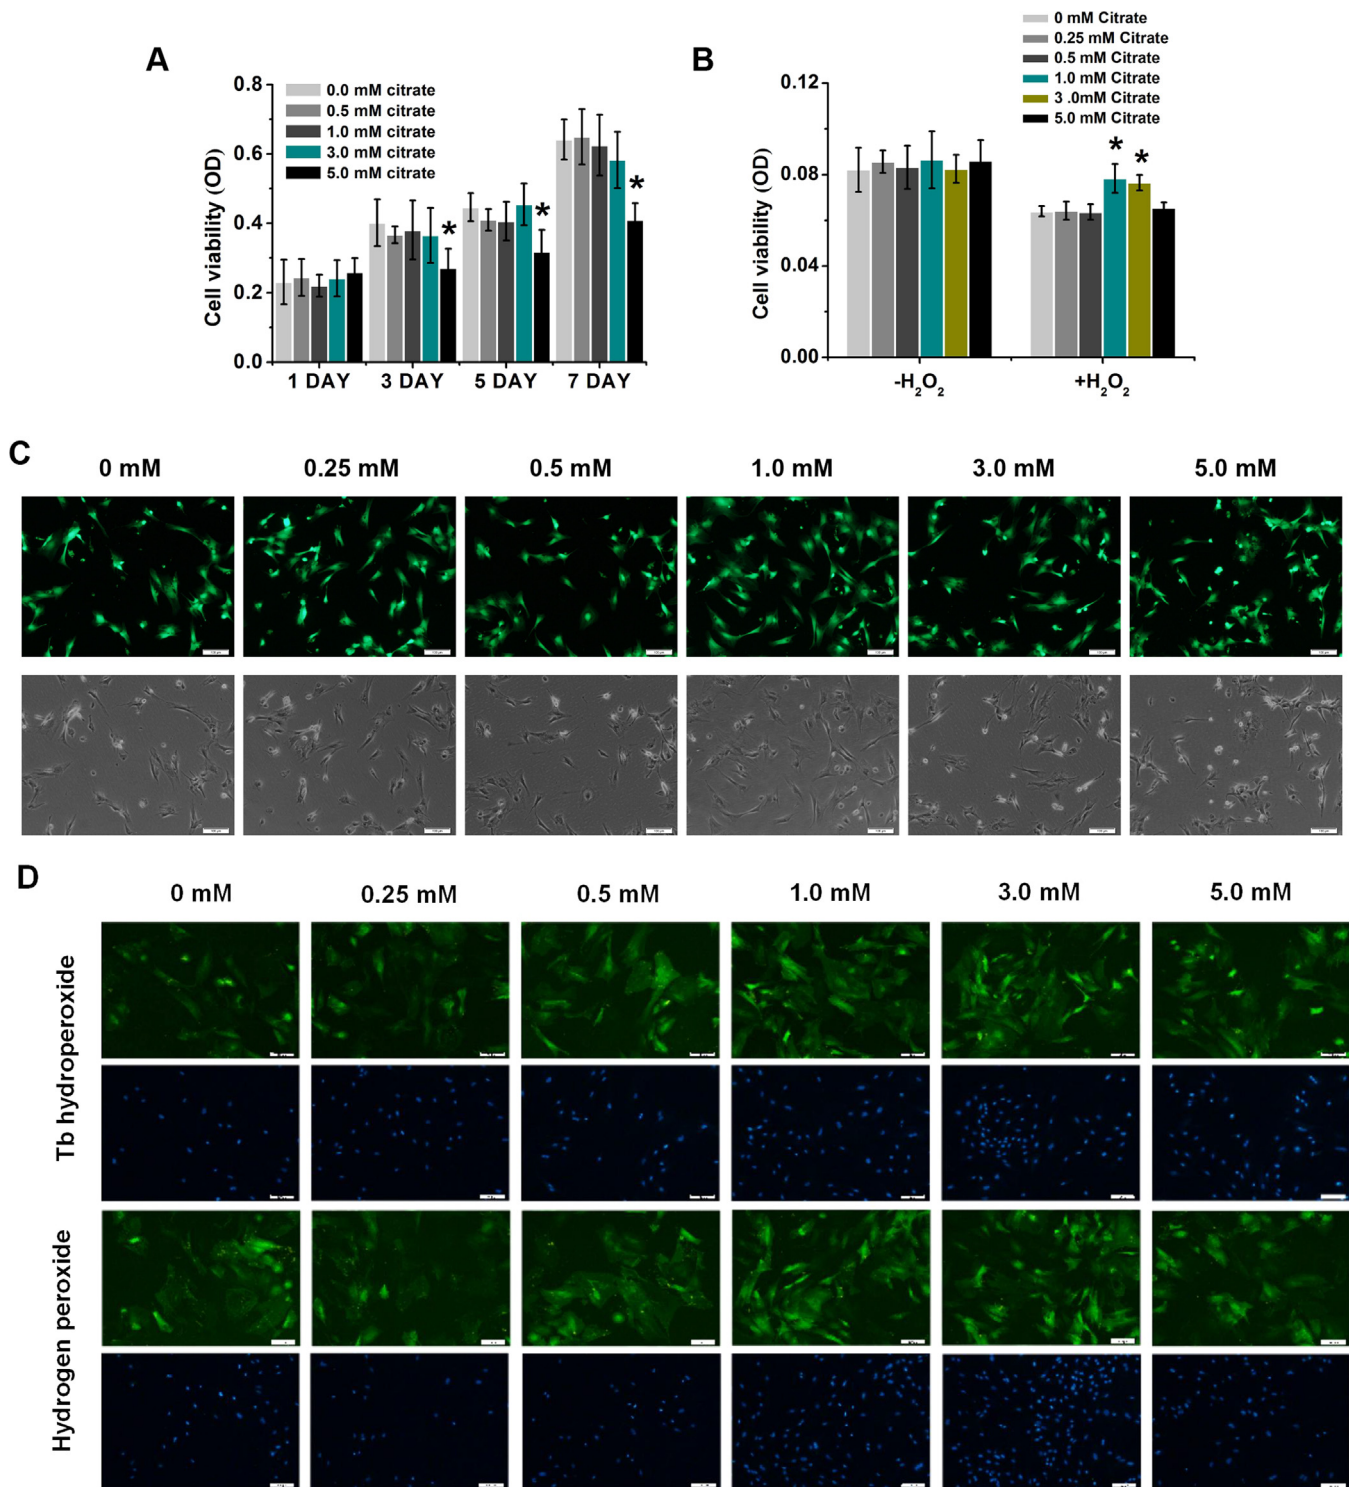 A
0.8
0.6
0.4
0.2
0.0
Cell viability (OD)
0.0 mM citrate
0.5 mM citrate
1.0 mM citrate
3.0 mM citrate
5.0 mM citrate
*
*
*
1 DAY
3 DAY
5 DAY
7 DAY
B
0 mM Citrate
0.25 mM Citrate
0.5 mM Citrate
1.0 mM Citrate
3 .0mM Citrate
5.0 mM Citrate
0.12
0.08
0.04
0.00
Cell viability (OD)
*
*
-H₂O₂
+H₂O₂
C
0 mM
0.25 mM
0.5 mM
1.0 mM
3.0 mM
5.0 mM
D
0 mM
0.25 mM
0.5 mM
1.0 mM
3.0 mM
5.0 mM
Tb hydroperoxide
Hydrogen peroxide